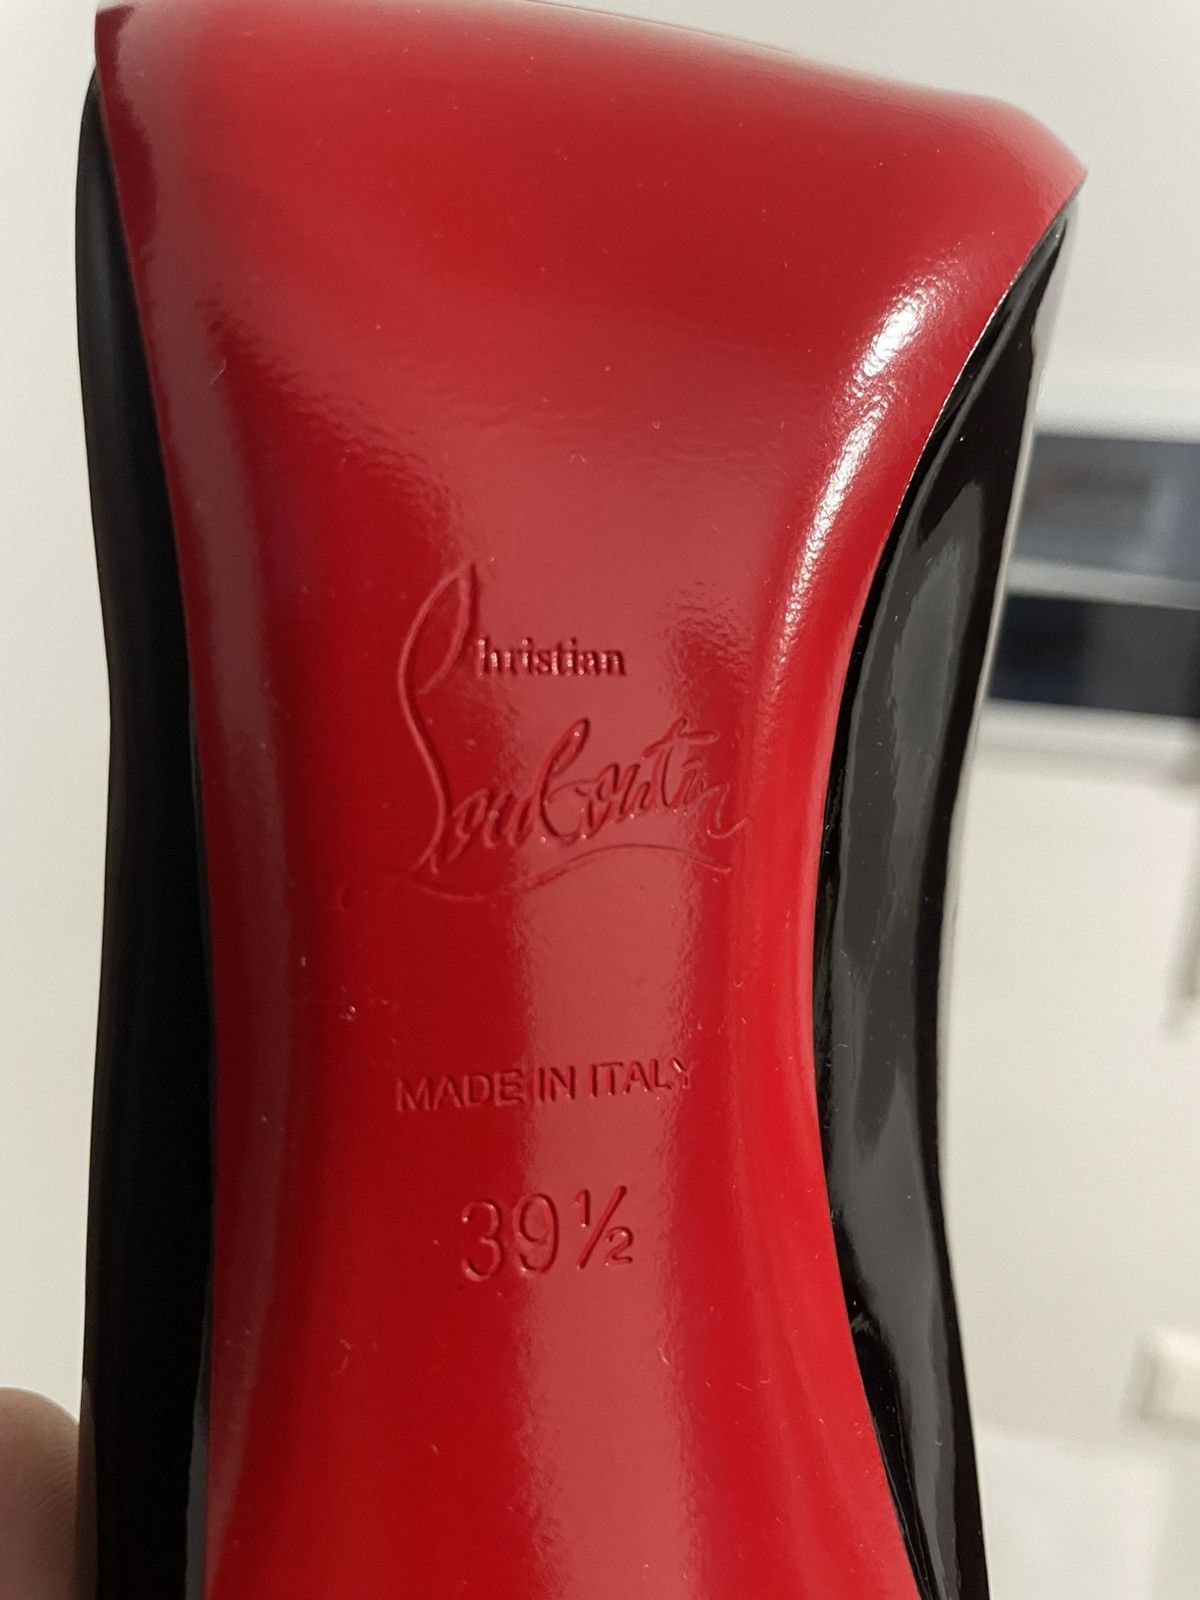 Christian
Louboutin
MADE IN ITALY
39½